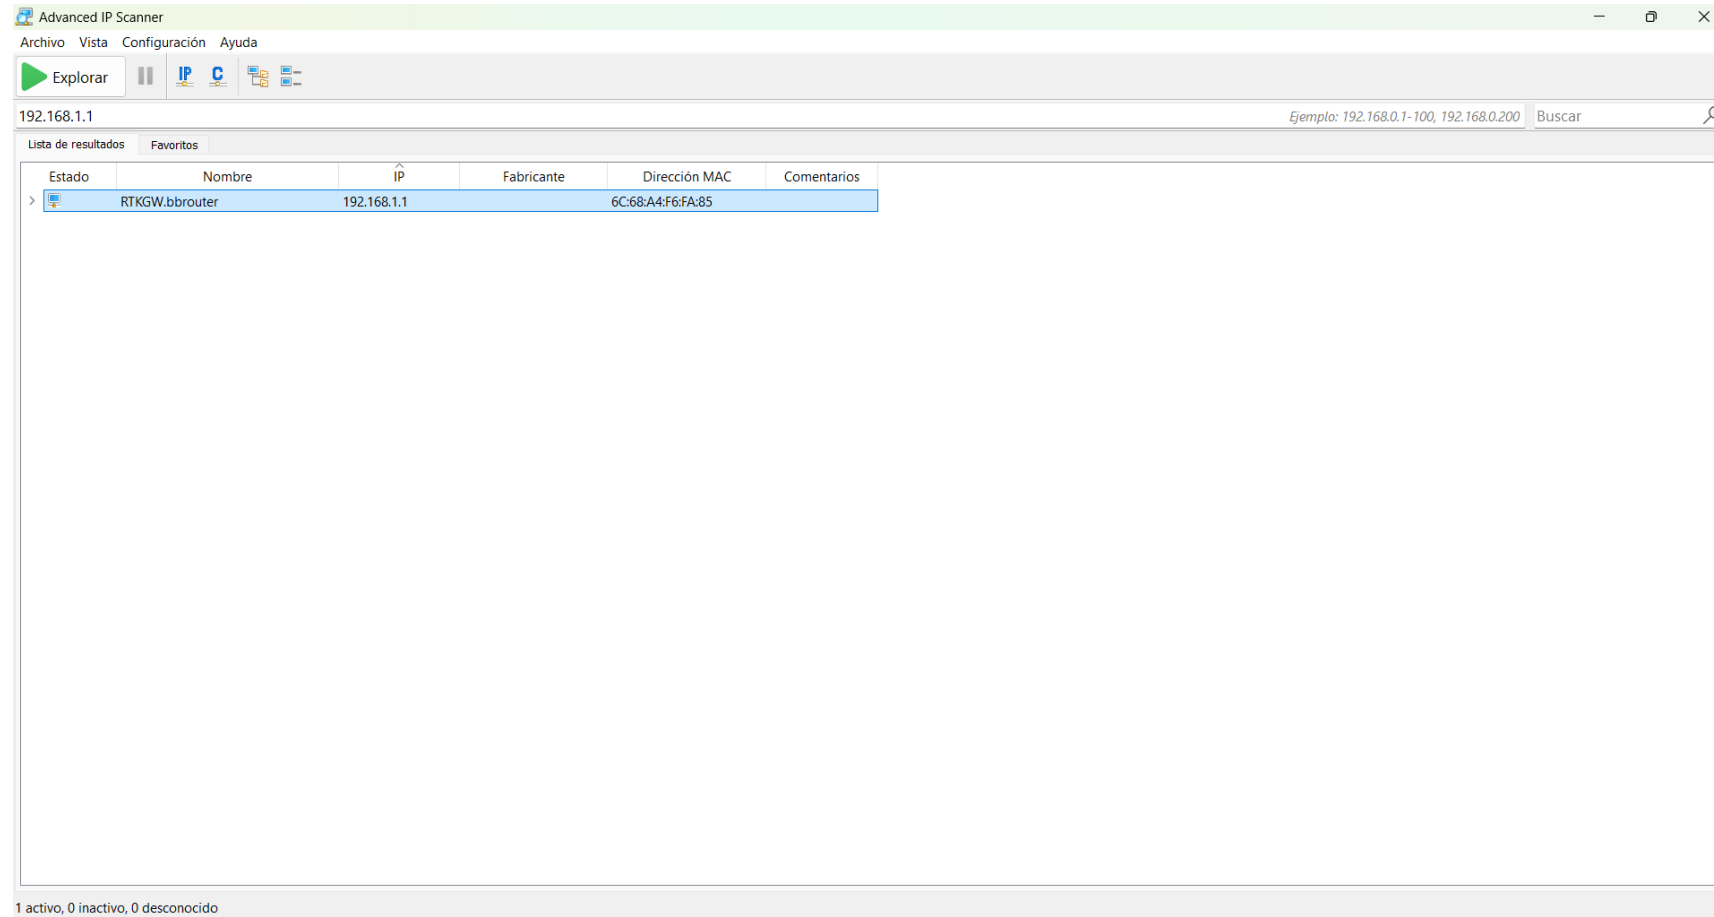 Advanced IP Scanner
Archivo Vista Configuración Ayuda
Explorar IP C
192.168.1.1 Ejemplo: 192.168.0.1-100, 192.168.0.200 Buscar
Lista de resultados Favoritos
Estado Nombre IP Fabricante Dirección MAC Comentarios
RTKGW.bbrouter 192.168.1.1 6C:68:A4:F6:FA:85
1 activo, 0 inactivo, 0 desconocido